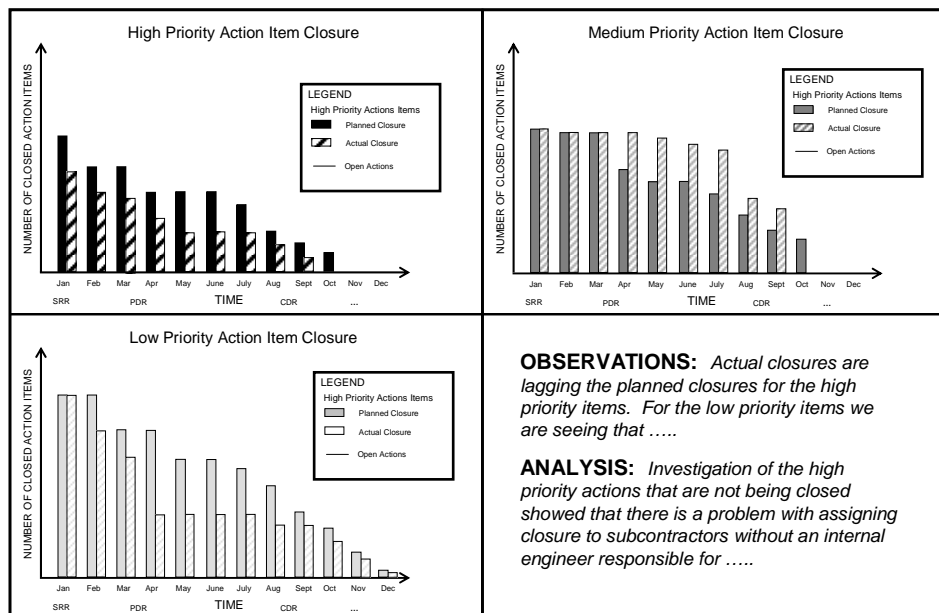 High Priority Action Item Closure
NUMBER OF CLOSED ACTION ITEMS
LEGEND
High Priority Actions Items
Planned Closure
Actual Closure
Open Actions
Jan Feb Mar Apr May June July Aug Sept Oct Nov Dec
SRR PDR TIME CDR ...
Medium Priority Action Item Closure
NUMBER OF CLOSED ACTION ITEMS
LEGEND
High Priority Actions Items
Planned Closure
Actual Closure
Open Actions
Jan Feb Mar Apr May June July Aug Sept Oct Nov Dec
SRR PDR TIME CDR ...
Low Priority Action Item Closure
NUMBER OF CLOSED ACTION ITEMS
LEGEND
High Priority Actions Items
Planned Closure
Actual Closure
Open Actions
Jan Feb Mar Apr May June July Aug Sept Oct Nov Dec
SRR PDR TIME CDR ...
OBSERVATIONS: Actual closures are
lagging the planned closures for the high
priority items. For the low priority items we
are seeing that …..
ANALYSIS: Investigation of the high
priority actions that are not being closed
showed that there is a problem with assigning
closure to subcontractors without an internal
engineer responsible for …..